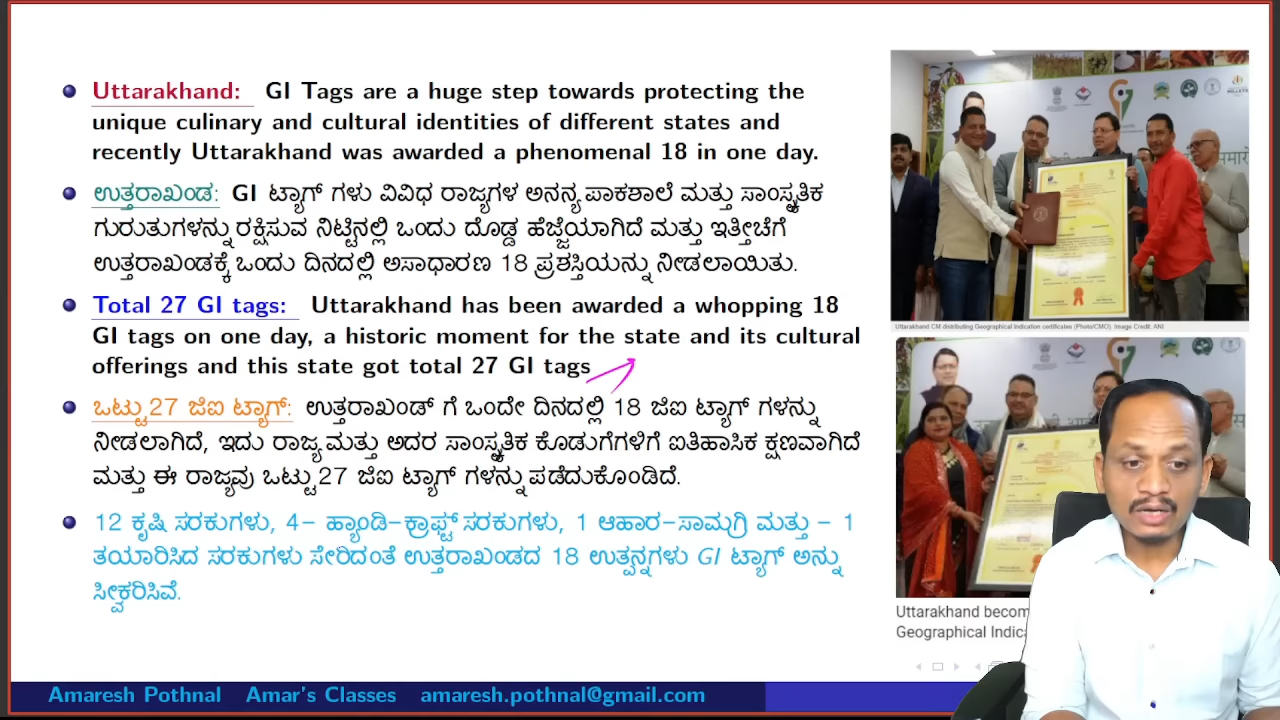 Uttarakhand: GI Tags are a huge step towards protecting the
unique culinary and cultural identities of different states and
recently Uttarakhand was awarded a phenomenal 18 in one day.
ಉತ್ತರಾಖಂಡ: GI ಟ್ಯಾಗ್ ಗಳು ವಿವಿಧ ರಾಜ್ಯಗಳ ಅನನ್ಯ ಪಾಕಶಾಲೆ ಮತ್ತು ಸಾಂಸ್ಕೃತಿಕ
ಗುರುತುಗಳನ್ನು ರಕ್ಷಿಸುವ ನಿಟ್ಟಿನಲ್ಲಿ ಒಂದು ದೊಡ್ಡ ಹೆಜ್ಜೆಯಾಗಿದೆ ಮತ್ತು ಇತ್ತೀಚೆಗೆ
ಉತ್ತರಾಖಂಡಕ್ಕೆ ಒಂದು ದಿನದಲ್ಲಿ ಅಸಾಧಾರಣ 18 ಪ್ರಶಸ್ತಿಯನ್ನು ನೀಡಲಾಯಿತು.
Total 27 GI tags: Uttarakhand has been awarded a whopping 18
GI tags on one day, a historic moment for the state and its cultural
offerings and this state got total 27 GI tags
ಒಟ್ಟು 27 ಜಿಐ ಟ್ಯಾಗ್: ಉತ್ತರಾಖಂಡ್ ಗೆ ಒಂದೇ ದಿನದಲ್ಲಿ 18 ಜಿಐ ಟ್ಯಾಗ್ ಗಳನ್ನು
ನೀಡಲಾಗಿದೆ, ಇದು ರಾಜ್ಯ ಮತ್ತು ಅದರ ಸಾಂಸ್ಕೃತಿಕ ಕೊಡುಗೆಗಳಿಗೆ ಐತಿಹಾಸಿಕ ಕ್ಷಣವಾಗಿದೆ
ಮತ್ತು ಈ ರಾಜ್ಯವು ಒಟ್ಟು 27 ಜಿಐ ಟ್ಯಾಗ್ ಗಳನ್ನು ಪಡೆದುಕೊಂಡಿದೆ.
12 ಕೃಷಿ ಸರಕುಗಳು, 4- ಹ್ಯಾಂಡಿ-ಕ್ರಾಫ್ಟ್ ಸರಕುಗಳು, 1 ಆಹಾರ-ಸಾಮಗ್ರಿ ಮತ್ತು - 1
ತಯಾರಿಸಿದ ಸರಕುಗಳು ಸೇರಿದಂತೆ ಉತ್ತರಾಖಂಡದ 18 ಉತ್ಪನ್ನಗಳು GI ಟ್ಯಾಗ್ ಅನ್ನು
ಸ್ವೀಕರಿಸಿವೆ.
Uttarakhand CM distributing Geographical Indication certificates (Photo/CMO). Image Credit: ANI
Uttarakhand becom
Geographical Indic
Amaresh Pothnal Amar's Classes amaresh.pothnal@gmail.com